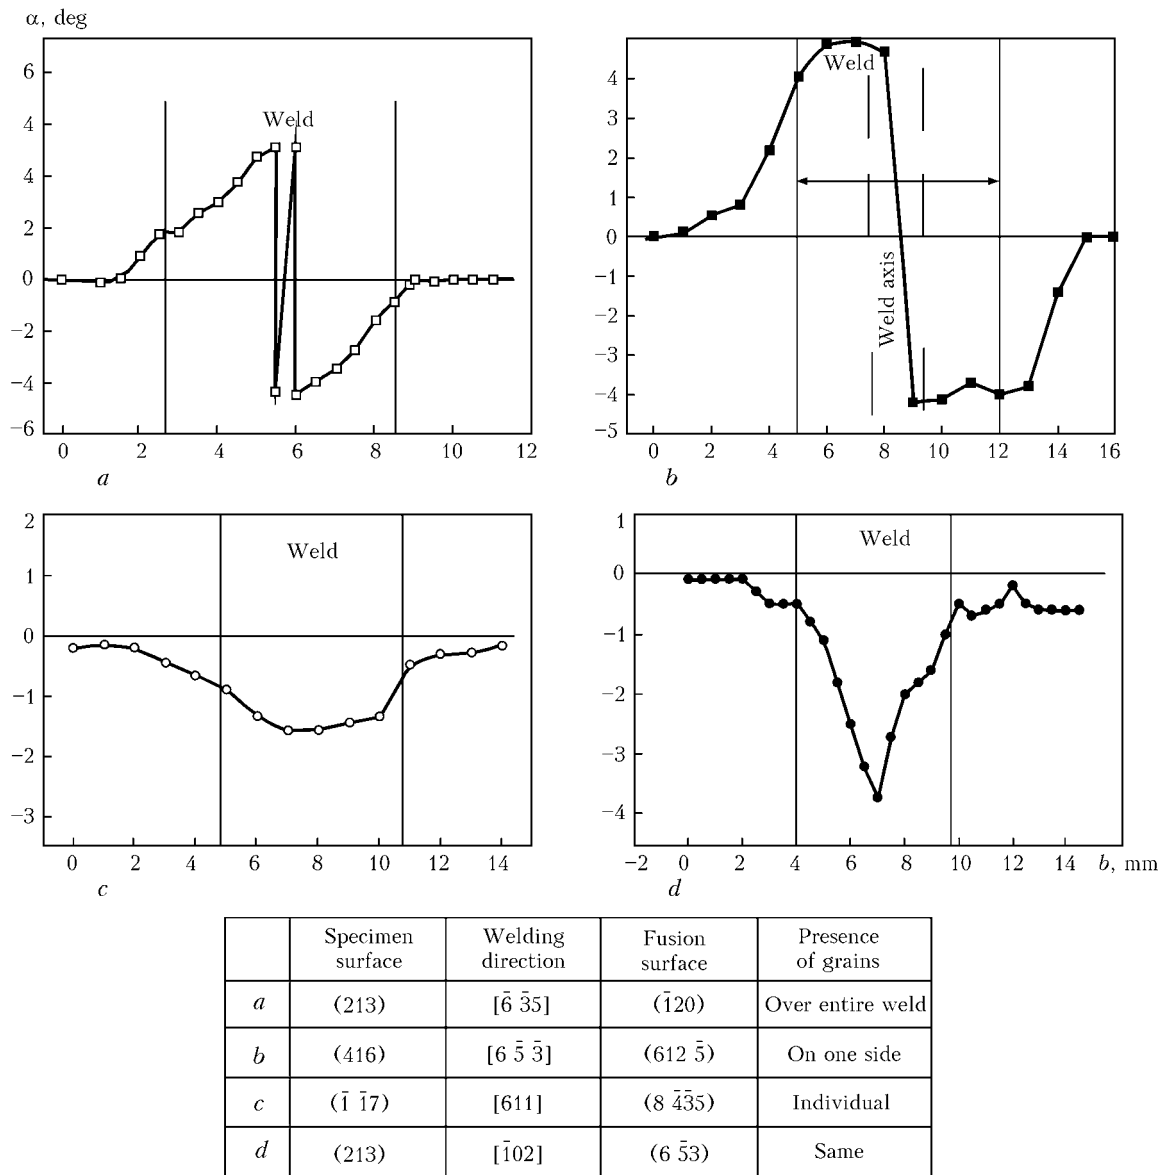 α, deg
6
4
2
0
−2
−4
−6
Weld
0 2 4 6 8 10 12
a
4
3
2
1
0
−1
−2
−3
−4
−5
Weld
Weld axis
0 2 4 6 8 10 12 14 16
b
2
1
0
−1
−2
−3
Weld
0 2 4 6 8 10 12 14
c
1
0
−1
−2
−3
−4
Weld
−2 0 2 4 6 8 10 12 14 b, mm
d
Specimen surface Welding direction Fusion surface Presence of grains
a (213) [6̄ 3̄5] (1̄20) Over entire weld
b (416) [6 5̄ 3̄] (612 5̄) On one side
c (1̄ 1̄7) [611] (8 4̄3̄5) Individual
d (213) [1̄02] (6 5̄3) Same